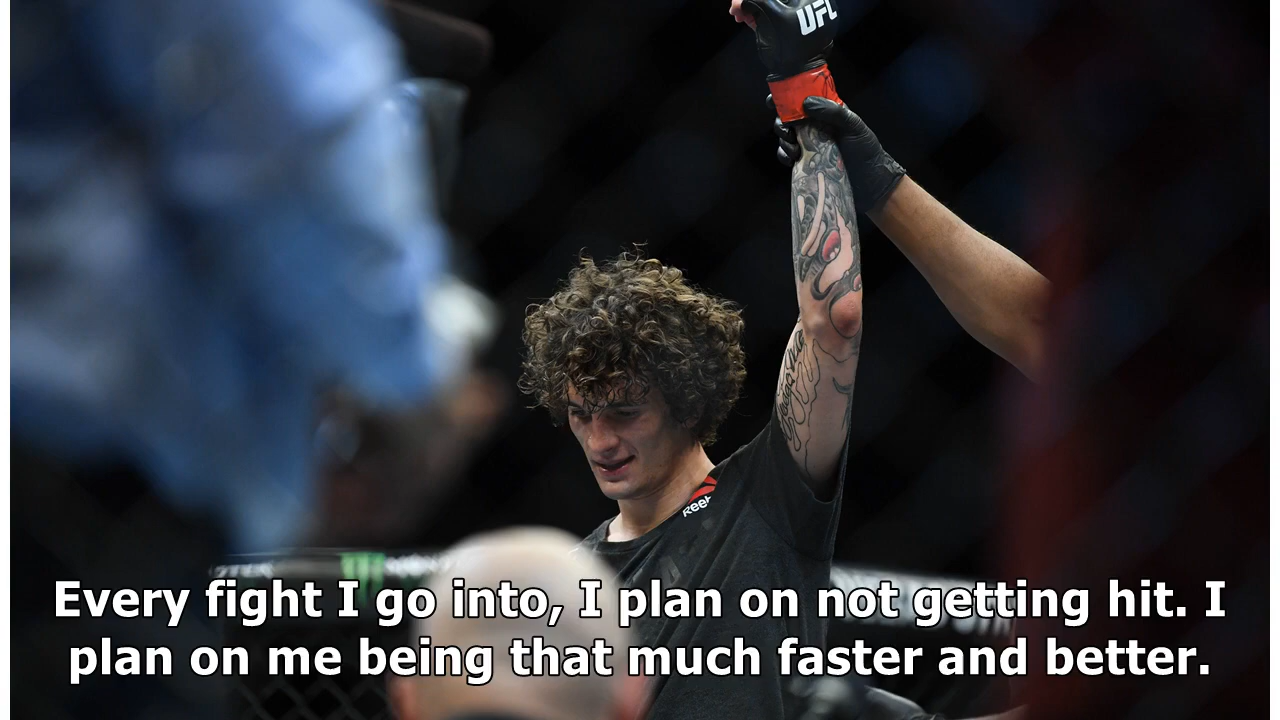 UFC
Reeb
Every fight I go into, I plan on not getting hit. I
plan on me being that much faster and better.